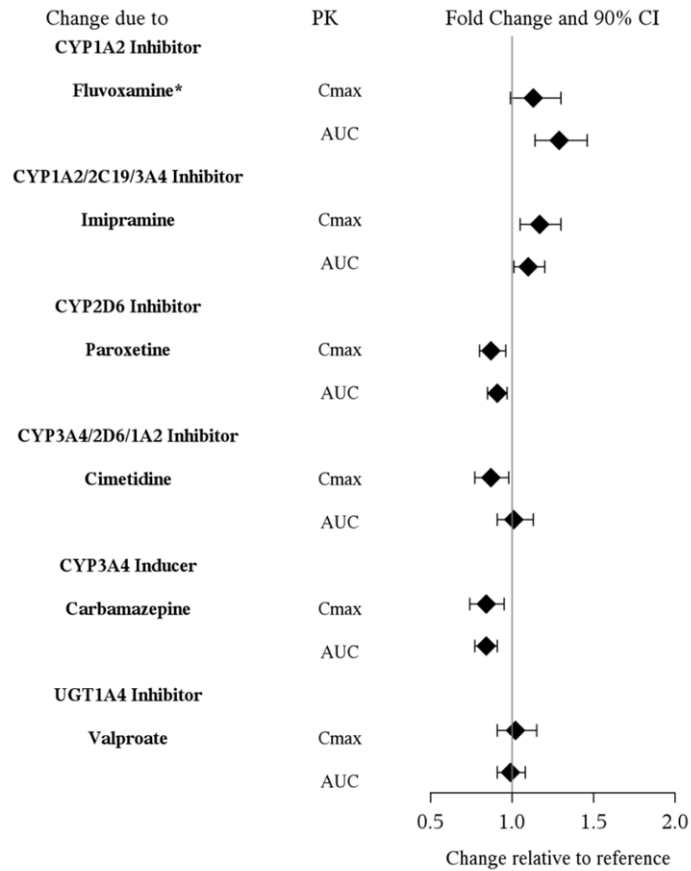 Change due to PK Fold Change and 90% CI
CYP1A2 Inhibitor
Fluvoxamine* Cmax
AUC
CYP1A2/2C19/3A4 Inhibitor
Imipramine Cmax
AUC
CYP2D6 Inhibitor
Paroxetine Cmax
AUC
CYP3A4/2D6/1A2 Inhibitor
Cimetidine Cmax
AUC
CYP3A4 Inducer
Carbamazepine Cmax
AUC
UGT1A4 Inhibitor
Valproate Cmax
AUC
0.5 1.0 1.5 2.0
Change relative to reference